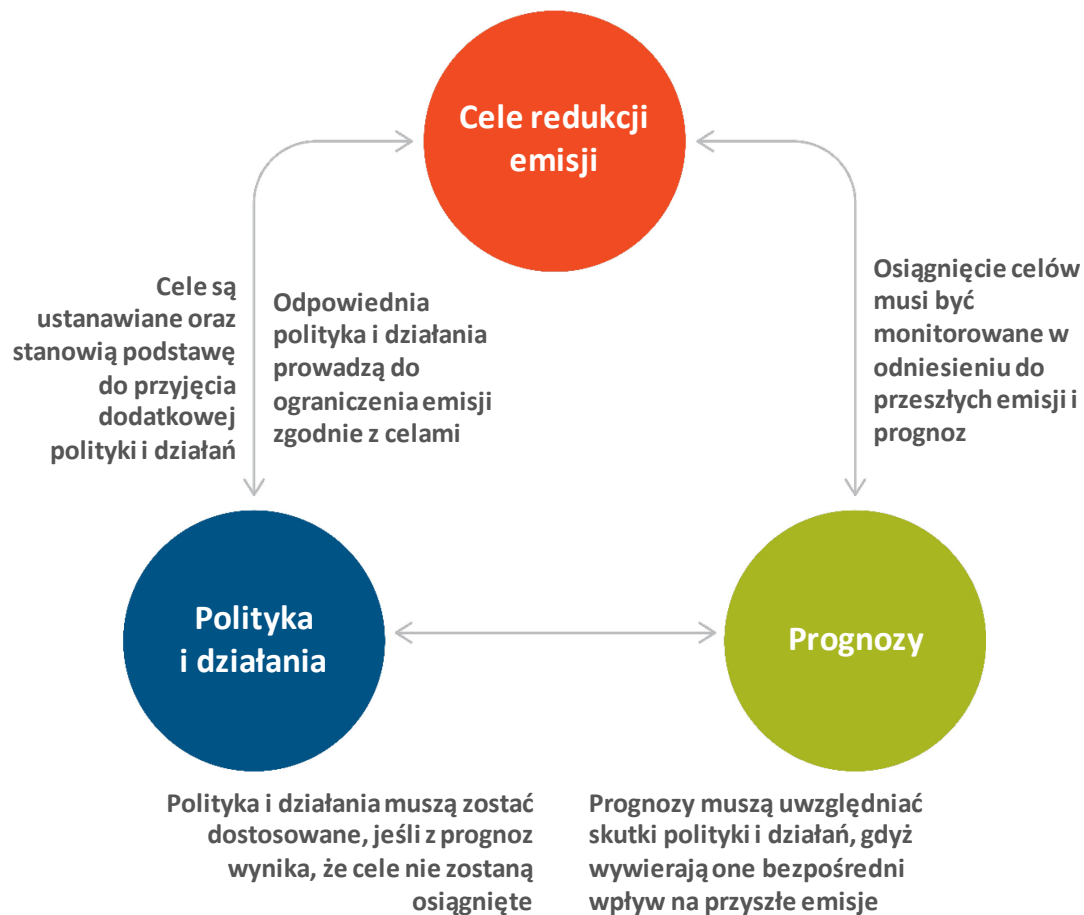 Cele redukcji
emisji
Cele są
ustanawiane oraz
stanowią podstawę
do przyjęcia
dodatkowej
polityki i działań
Odpowiednia
polityka i działania
prowadzą do
ograniczenia emisji
zgodnie z celami
Osiągnięcie celów
musi być
monitorowane w
odniesieniu do
przeszłych emisji i
prognoz
Polityka
i działania
Prognozy
Polityka i działania muszą zostać
dostosowane, jeśli z prognoz
wynika, że cele nie zostaną
osiągnięte
Prognozy muszą uwzględniać
skutki polityki i działań, gdyż
wywierają one bezpośredni
wpływ na przyszłe emisje